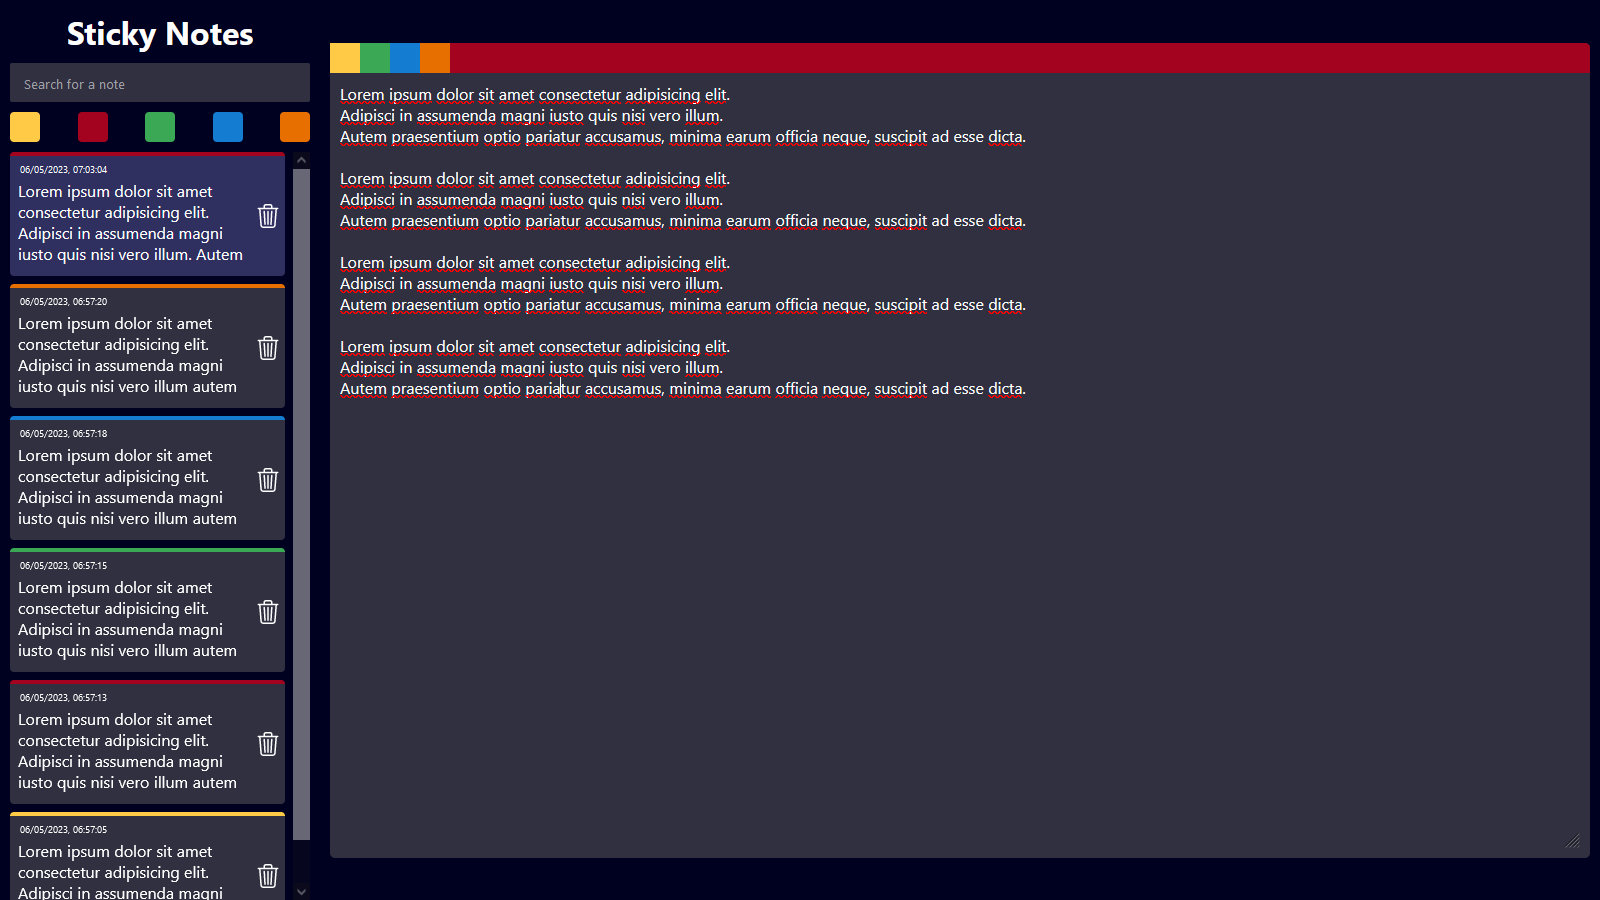 Sticky Notes
Search for a note
06/05/2023, 07:03:04
Lorem ipsum dolor sit amet
consectetur adipisicing elit.
Adipisci in assumenda magni
iusto quis nisi vero illum. Autem
06/05/2023, 06:57:20
Lorem ipsum dolor sit amet
consectetur adipisicing elit.
Adipisci in assumenda magni
iusto quis nisi vero illum autem
06/05/2023, 06:57:18
Lorem ipsum dolor sit amet
consectetur adipisicing elit.
Adipisci in assumenda magni
iusto quis nisi vero illum autem
06/05/2023, 06:57:15
Lorem ipsum dolor sit amet
consectetur adipisicing elit.
Adipisci in assumenda magni
iusto quis nisi vero illum autem
06/05/2023, 06:57:13
Lorem ipsum dolor sit amet
consectetur adipisicing elit.
Adipisci in assumenda magni
iusto quis nisi vero illum autem
06/05/2023, 06:57:05
Lorem ipsum dolor sit amet
consectetur adipisicing elit.
Adipisci in assumenda magni
Lorem ipsum dolor sit amet consectetur adipisicing elit.
Adipisci in assumenda magni iusto quis nisi vero illum.
Autem praesentium optio pariatur accusamus, minima earum officia neque, suscipit ad esse dicta.
Lorem ipsum dolor sit amet consectetur adipisicing elit.
Adipisci in assumenda magni iusto quis nisi vero illum.
Autem praesentium optio pariatur accusamus, minima earum officia neque, suscipit ad esse dicta.
Lorem ipsum dolor sit amet consectetur adipisicing elit.
Adipisci in assumenda magni iusto quis nisi vero illum.
Autem praesentium optio pariatur accusamus, minima earum officia neque, suscipit ad esse dicta.
Lorem ipsum dolor sit amet consectetur adipisicing elit.
Adipisci in assumenda magni iusto quis nisi vero illum.
Autem praesentium optio pariatur accusamus, minima earum officia neque, suscipit ad esse dicta.